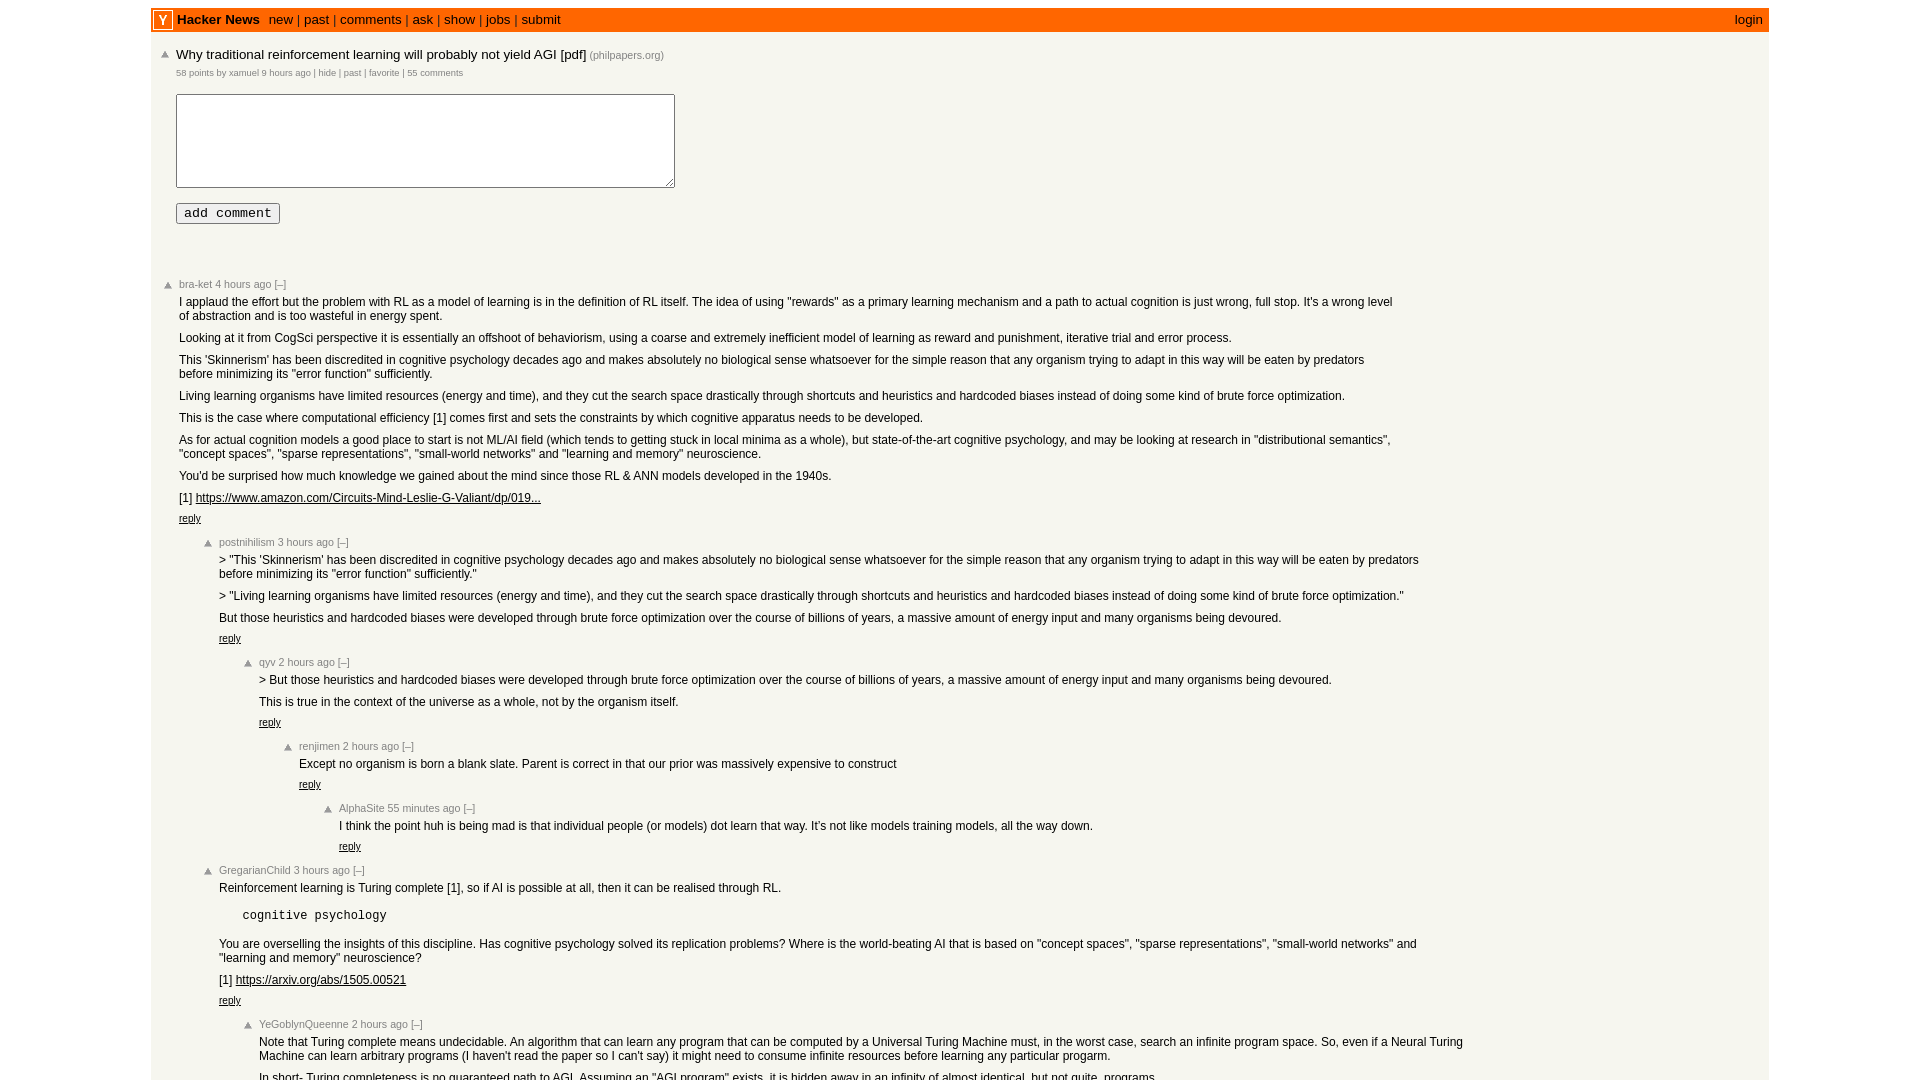 Y Hacker News new | past | comments | ask | show | jobs | submit login
Why traditional reinforcement learning will probably not yield AGI [pdf] (philpapers.org)
58 points by xamuel 9 hours ago | hide | past | favorite | 55 comments
add comment
bra-ket 4 hours ago [–]
I applaud the effort but the problem with RL as a model of learning is in the definition of RL itself. The idea of using "rewards" as a primary learning mechanism and a path to actual cognition is just wrong, full stop. It's a wrong level
of abstraction and is too wasteful in energy spent.
Looking at it from CogSci perspective it is essentially an offshoot of behaviorism, using a coarse and extremely inefficient model of learning as reward and punishment, iterative trial and error process.
This 'Skinnerism' has been discredited in cognitive psychology decades ago and makes absolutely no biological sense whatsoever for the simple reason that any organism trying to adapt in this way will be eaten by predators
before minimizing its "error function" sufficiently.
Living learning organisms have limited resources (energy and time), and they cut the search space drastically through shortcuts and heuristics and hardcoded biases instead of doing some kind of brute force optimization.
This is the case where computational efficiency [1] comes first and sets the constraints by which cognitive apparatus needs to be developed.
As for actual cognition models a good place to start is not ML/AI field (which tends to getting stuck in local minima as a whole), but state-of-the-art cognitive psychology, and may be looking at research in "distributional semantics",
"concept spaces", "sparse representations", "small-world networks" and "learning and memory" neuroscience.
You'd be surprised how much knowledge we gained about the mind since those RL & ANN models developed in the 1940s.
[1] https://www.amazon.com/Circuits-Mind-Leslie-G-Valiant/dp/019...
reply
postnihilism 3 hours ago [–]
> "This 'Skinnerism' has been discredited in cognitive psychology decades ago and makes absolutely no biological sense whatsoever for the simple reason that any organism trying to adapt in this way will be eaten by predators
before minimizing its "error function" sufficiently."
> "Living learning organisms have limited resources (energy and time), and they cut the search space drastically through shortcuts and heuristics and hardcoded biases instead of doing some kind of brute force optimization."
But those heuristics and hardcoded biases were developed through brute force optimization over the course of billions of years, a massive amount of energy input and many organisms being devoured.
reply
qyv 2 hours ago [–]
> But those heuristics and hardcoded biases were developed through brute force optimization over the course of billions of years, a massive amount of energy input and many organisms being devoured.
This is true in the context of the universe as a whole, not by the organism itself.
reply
renjimen 2 hours ago [–]
Except no organism is born a blank slate. Parent is correct in that our prior was massively expensive to construct
reply
AlphaSite 55 minutes ago [–]
I think the point huh is being mad is that individual people (or models) dot learn that way. It’s not like models training models, all the way down.
reply
GregarianChild 3 hours ago [–]
Reinforcement learning is Turing complete [1], so if AI is possible at all, then it can be realised through RL.
cognitive psychology
You are overselling the insights of this discipline. Has cognitive psychology solved its replication problems? Where is the world-beating AI that is based on "concept spaces", "sparse representations", "small-world networks" and
"learning and memory" neuroscience?
[1] https://arxiv.org/abs/1505.00521
reply
YeGoblynQueenne 2 hours ago [–]
Note that Turing complete means undecidable. An algorithm that can learn any program that can be computed by a Universal Turing Machine must, in the worst case, search an infinite program space. So, even if a Neural Turing
Machine can learn arbitrary programs (I haven't read the paper so I can't say) it might need to consume infinite resources before learning any particular progarm.
In short- Turing completeness is no guaranteed path to AGI. Assuming an "AGI program" exists, it is hidden away in an infinity of almost identical, but not quite, programs.